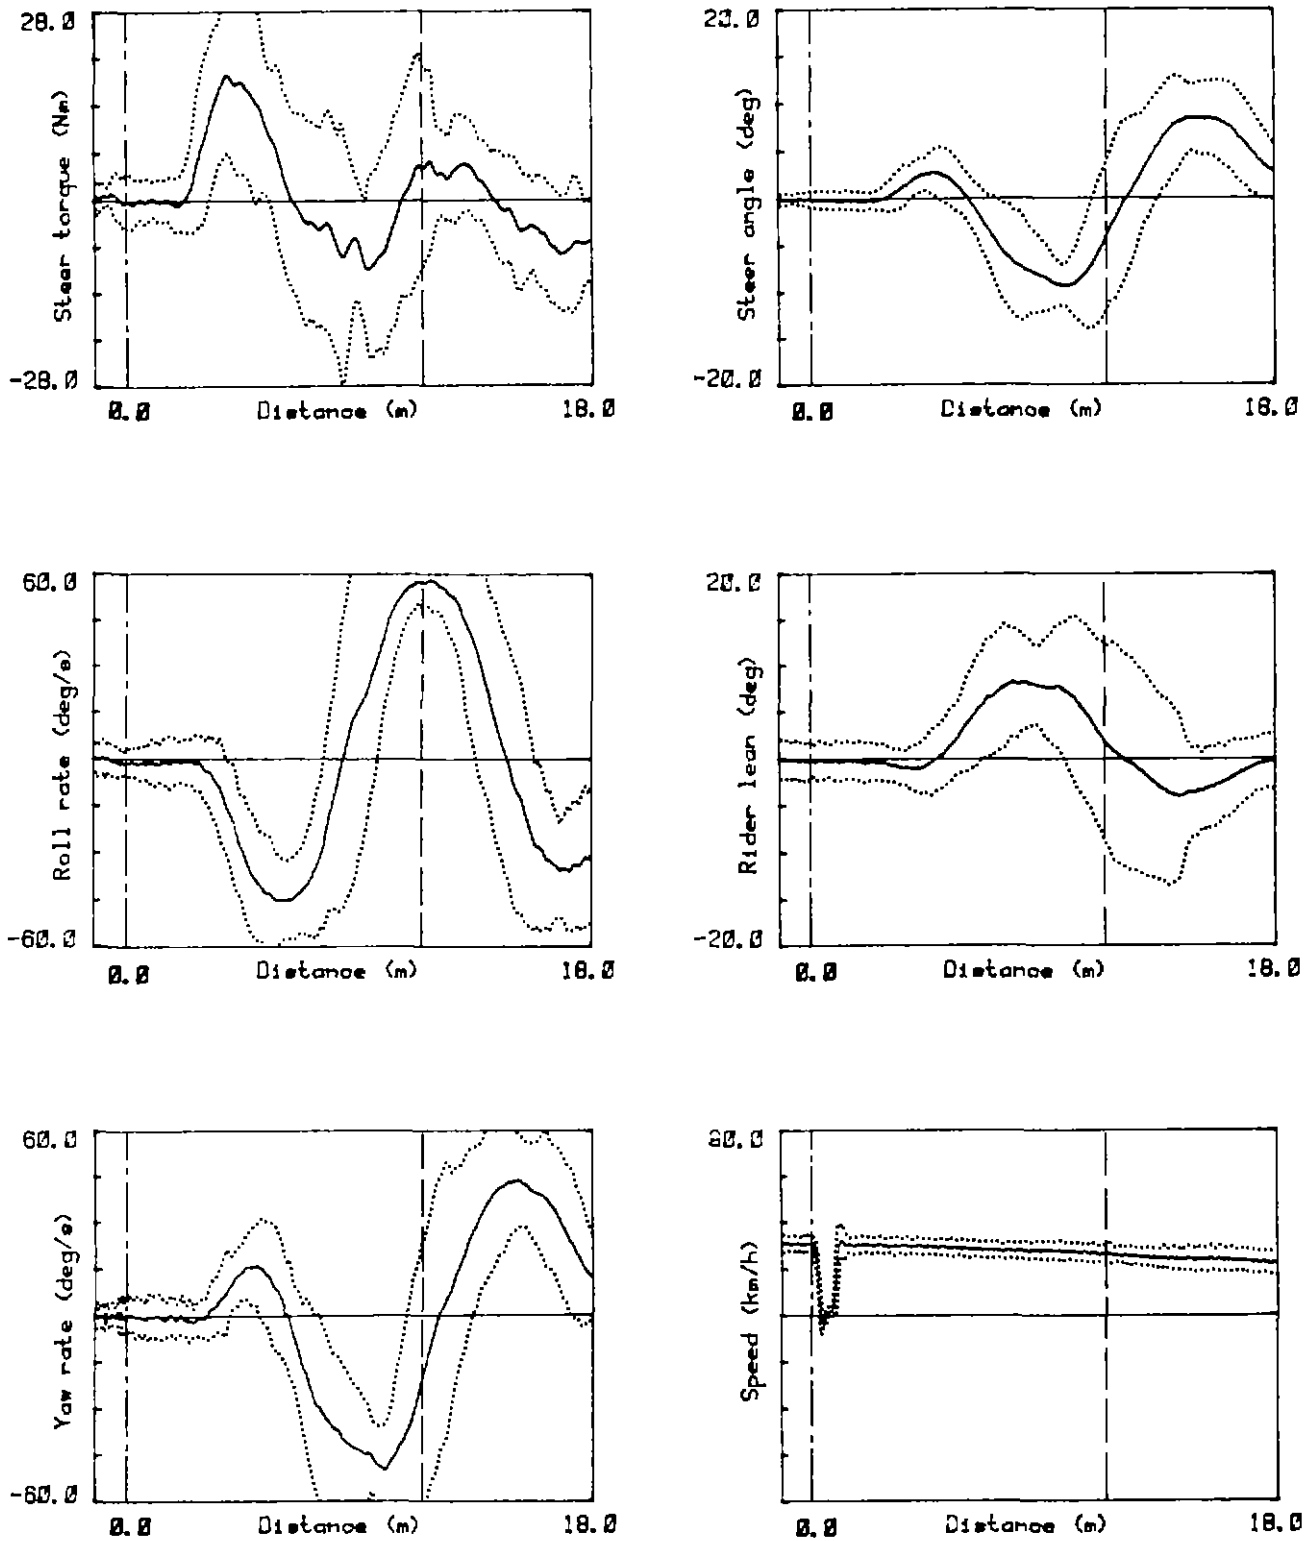 28.0
Steer torque (Nm)
-28.0
0.0 Distance (m) 18.0
20.0
Steer angle (deg)
-20.0
0.0 Distance (m) 18.0
60.0
Roll rate (deg/s)
-60.0
0.0 Distance (m) 18.0
20.0
Rider lean (deg)
-20.0
0.0 Distance (m) 18.0
60.0
Yaw rate (deg/s)
-60.0
0.0 Distance (m) 18.0
80.0
Speed (km/h)
0.0 Distance (m) 18.0